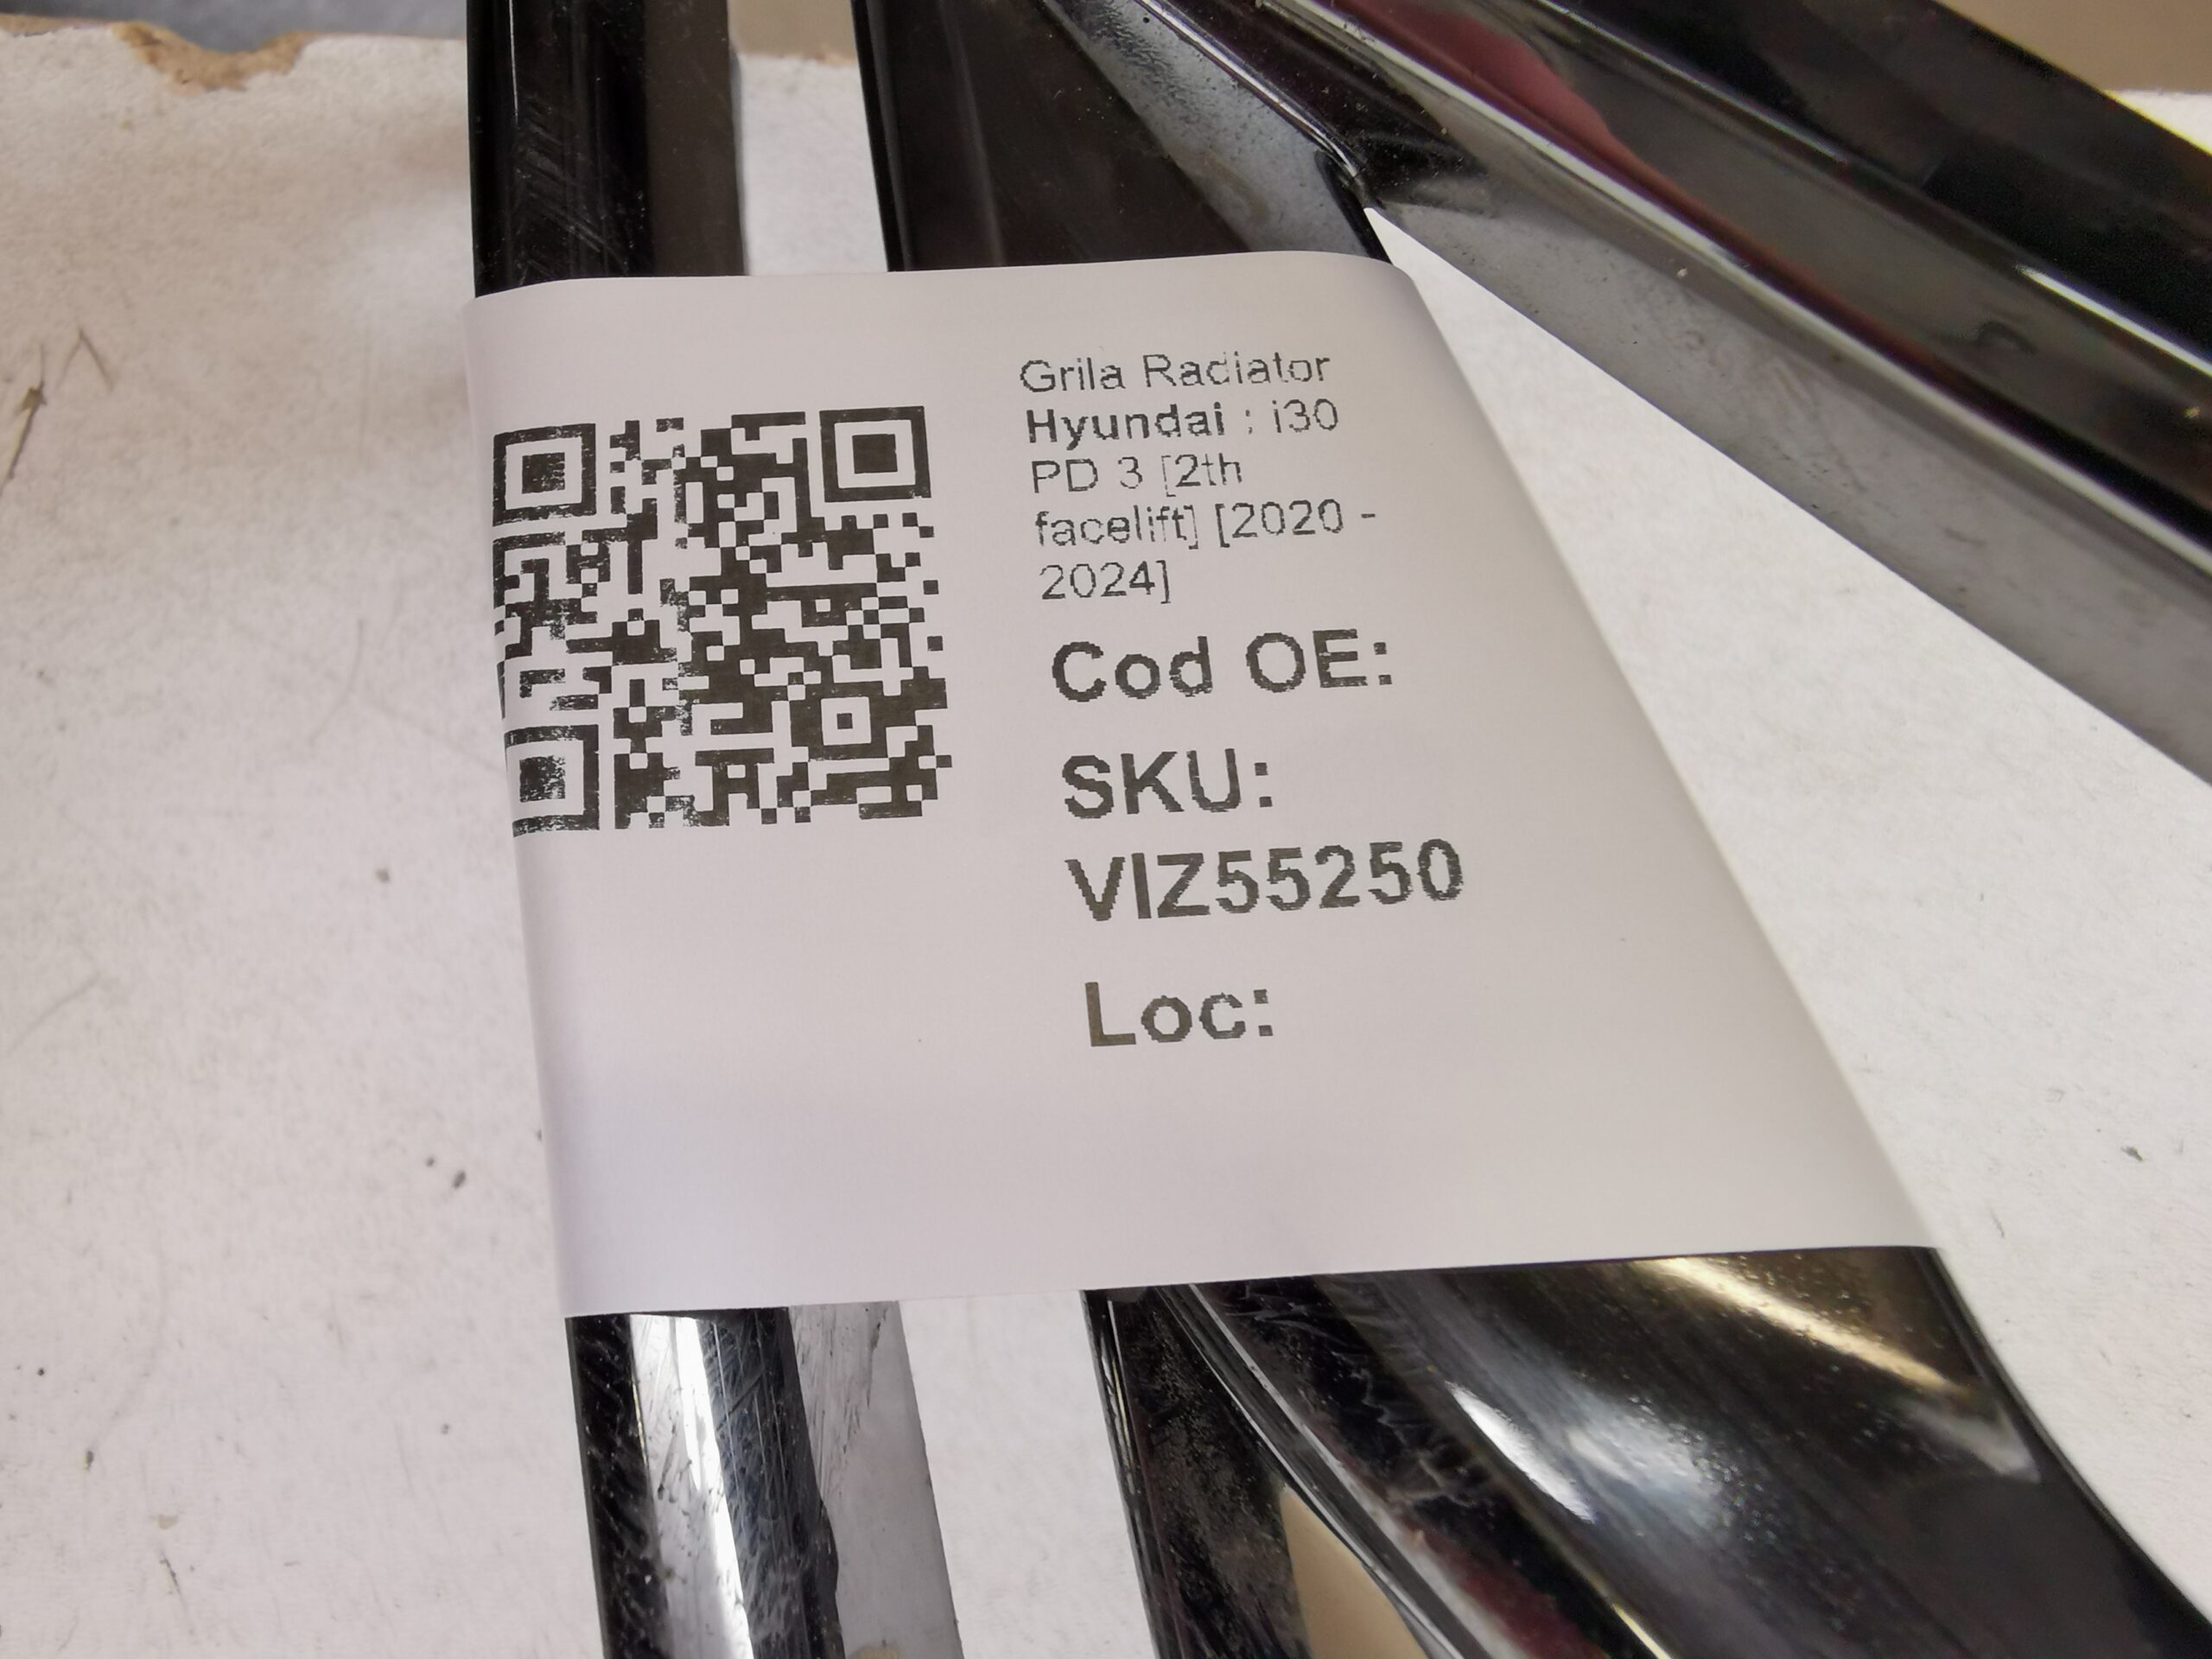 Grila Radiator
Hyundai : i30
PD 3 [2th
facelift] [2020 -
2024]
Cod OE:
SKU:
VIZ55250
Loc: